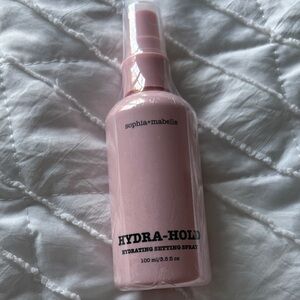 sophia+mabelle
HYDRA-HOLD
HYDRATING SETTING SPRAY
100 ml/3.5 fl oz